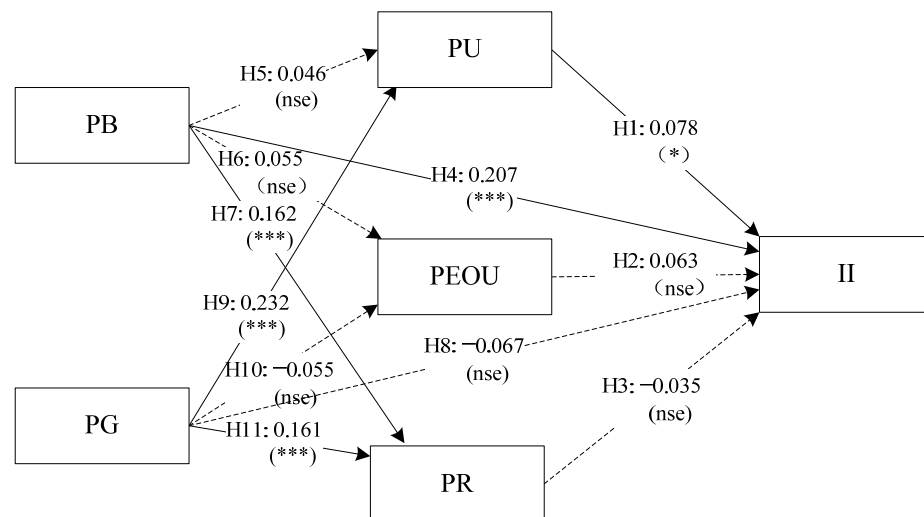 PU
H5: 0.046
(nse)
PB
H1: 0.078
(*)
H6: 0.055
(nse)
H4: 0.207
(***)
H7: 0.162
(***)
PEOU
H2: 0.063
(nse)
II
H9: 0.232
(***)
H8: −0.067
(nse)
H10: −0.055
(nse)
H3: −0.035
(nse)
PG
H11: 0.161
(***)
PR